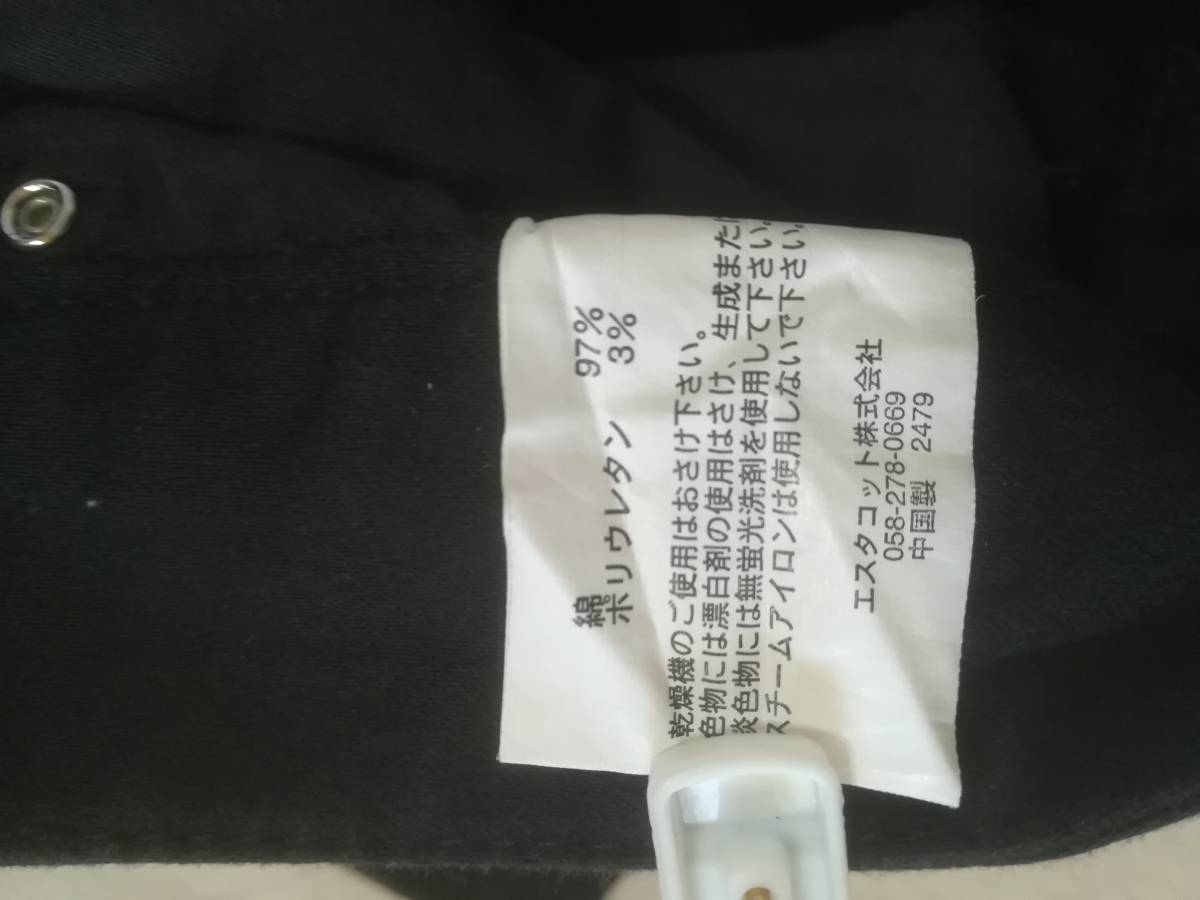 綿 97%
ポリウレタン 3%
乾燥機のご使用はおさけ下さい。
色物には漂白剤の使用はさけ、生成または
淡色物には無蛍光洗剤を使用して下さい。
スチームアイロンは使用しないで下さい。
エスタコット株式会社
058-278-0669
中国製 2479